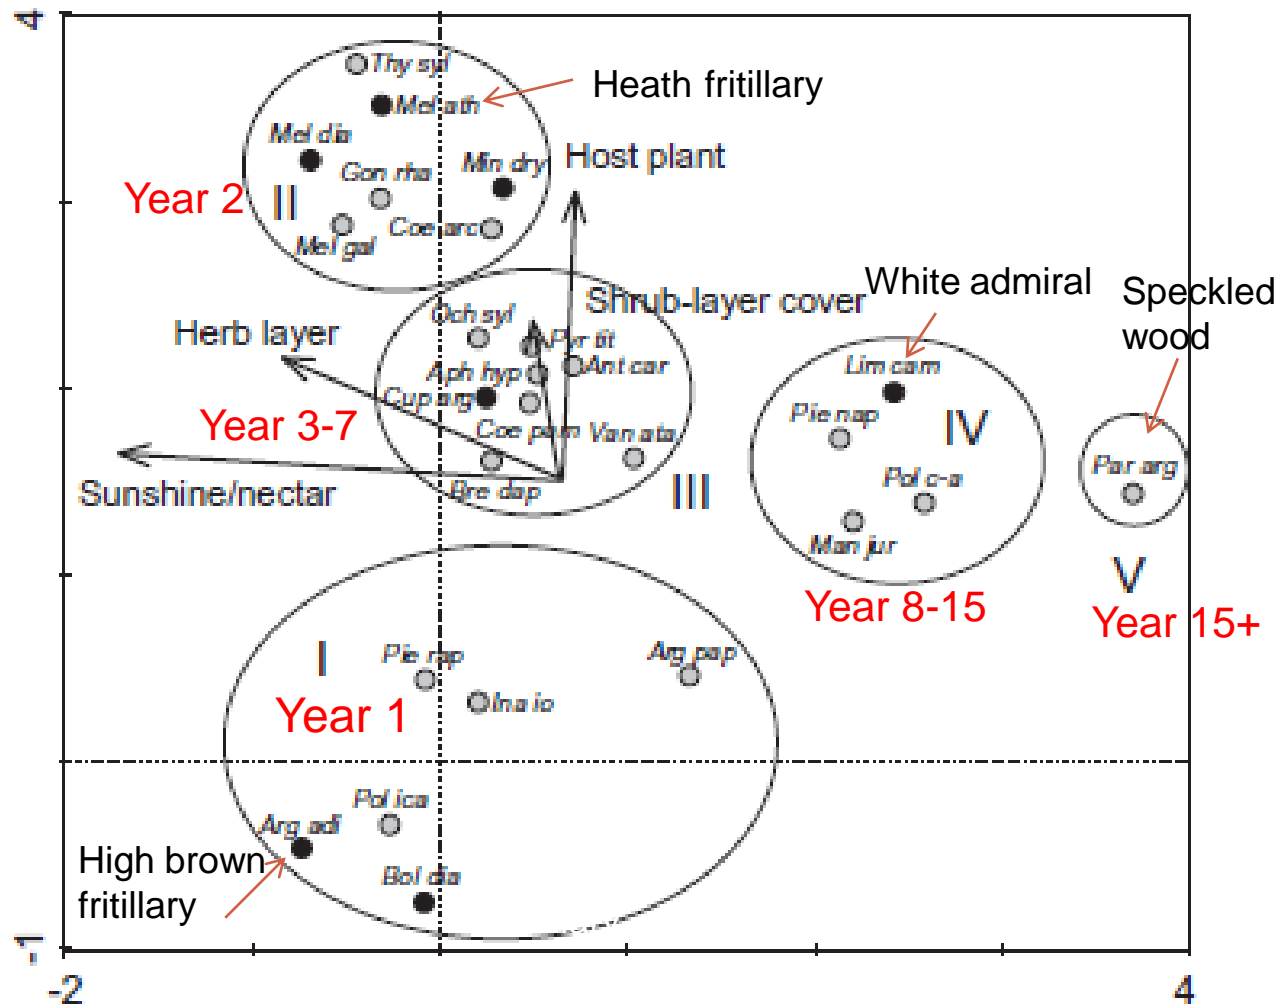 4
Thy syl
Heath fritillary
Mel ath
Mel dia
Min dry
Host plant
Gon rha
Year 2
II
Coe arc
Mel gal
White admiral
Speckled
wood
Shrub-layer cover
Och syl
Herb layer
Pyr tit
Ant car
Lim cam
Aph hyp
Cup arg
Pie nap
Year 3-7
IV
Coe pam
Van ata
Par arg
Sunshine/nectar
Bre dap
III
Pol c-a
Man jur
V
Year 8-15
Year 15+
I
Pie rap
Arg pap
Year 1
Ina io
Pol ica
Arg adi
High brown
fritillary
Bol dia
-1
-2
4